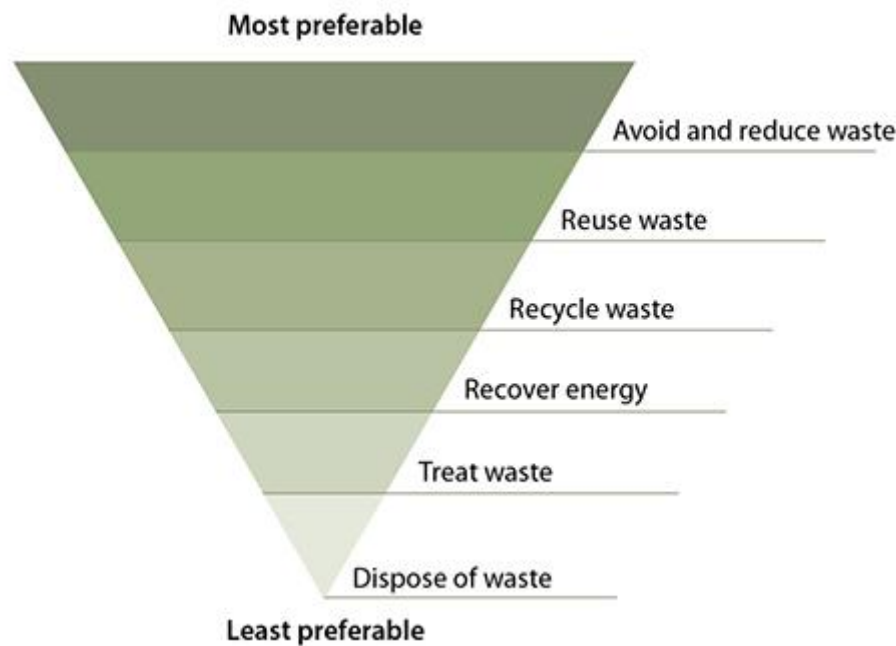 Most preferable
Avoid and reduce waste
Reuse waste
Recycle waste
Recover energy
Treat waste
Dispose of waste
Least preferable